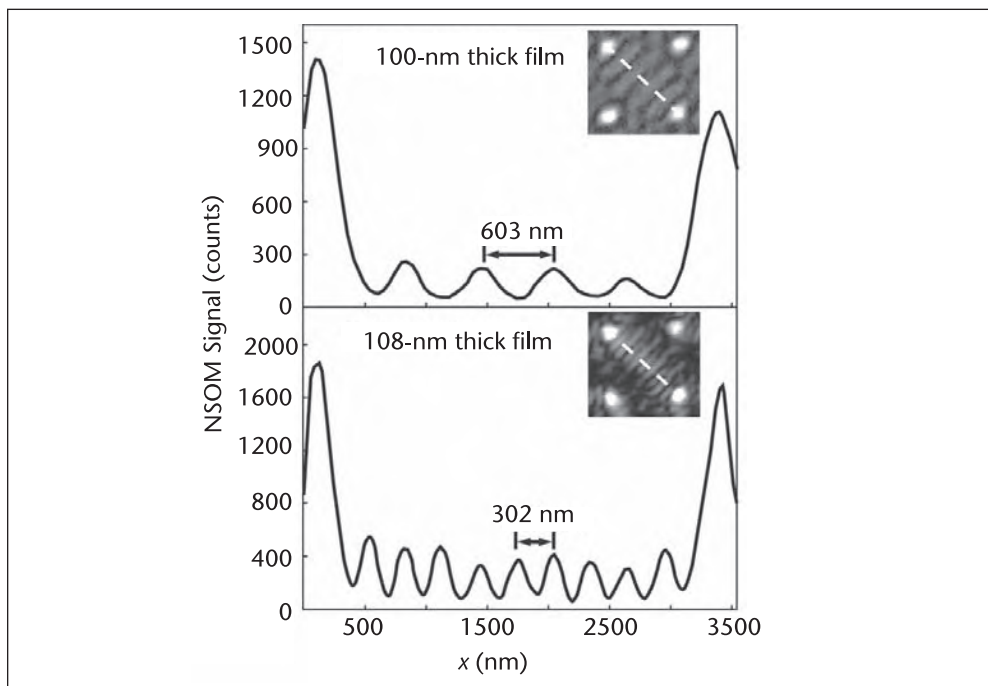 1500
100-nm thick film
1200
900
600
603 nm
300
0
NSOM Signal (counts)
2000
108-nm thick film
1600
1200
800
302 nm
400
0
500 1500 2500 3500
x (nm)